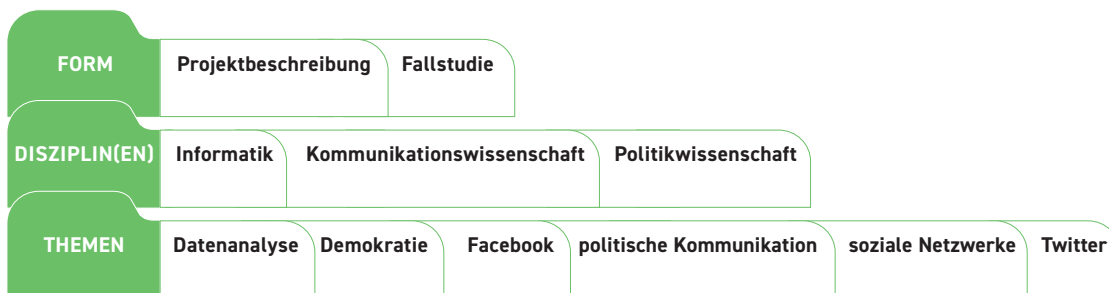 FORM Projektbeschreibung Fallstudie
DISZIPLIN(EN) Informatik Kommunikationswissenschaft Politikwissenschaft
THEMEN Datenanalyse Demokratie Facebook politische Kommunikation soziale Netzwerke Twitter